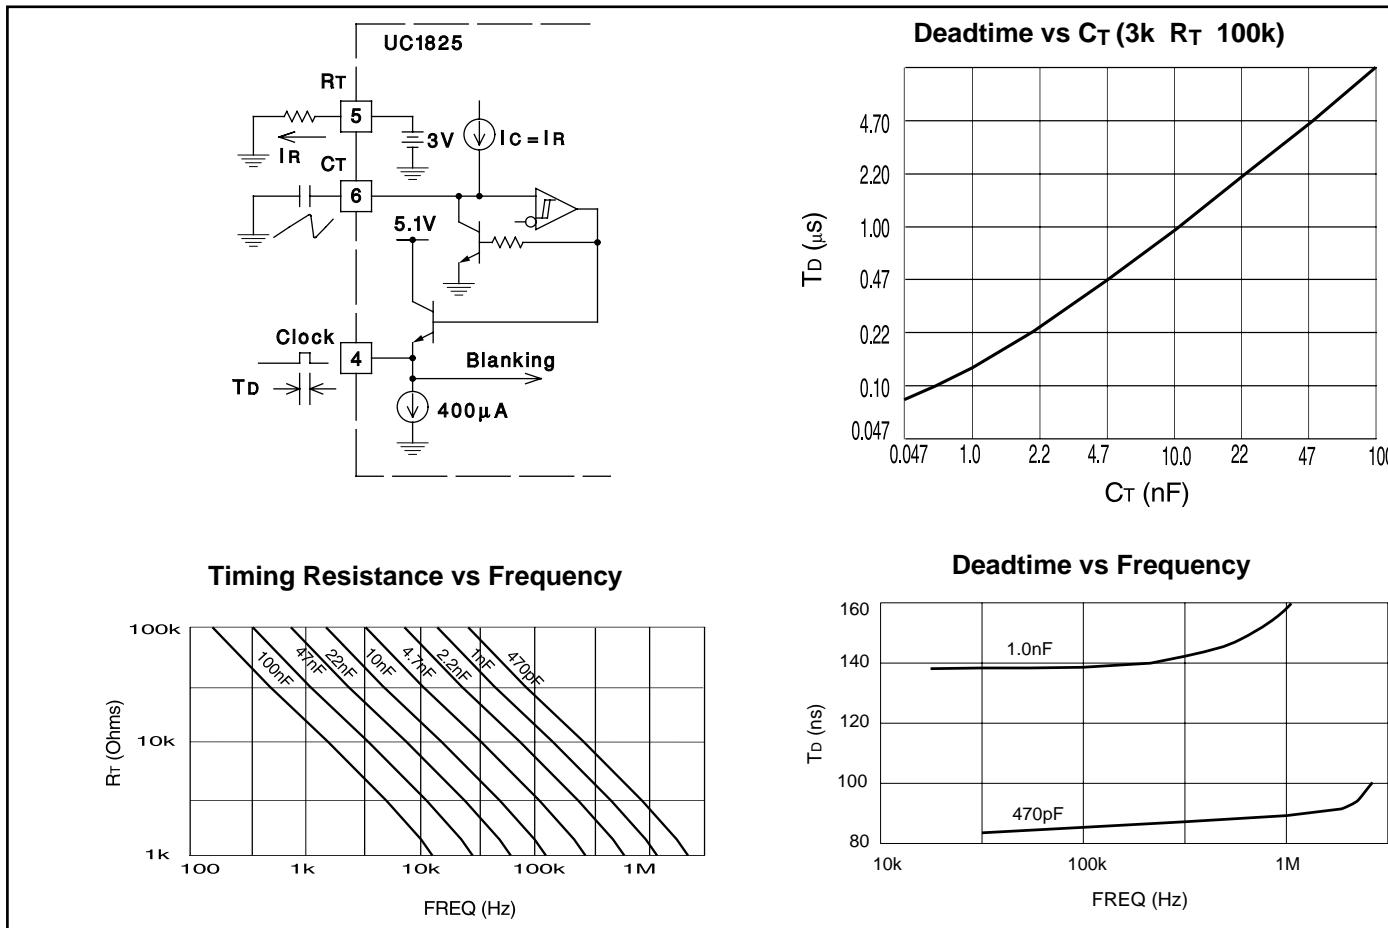 UC1825
RT
5
IR
3V
IC=IR
CT
6
5.1V
Clock
4
TD
Blanking
400µA
Deadtime vs CT (3k RT 100k)
TD (µs)
4.70
2.20
1.00
0.47
0.22
0.10
0.047
0.047 1.0 2.2 4.7 10.0 22 47 100
CT (nF)
Timing Resistance vs Frequency
RT (Ohms)
100k
10k
1k
100nF 47nF 22nF 10nF 4.7nF 2.2nF 1nF 470pF
100 1k 10k 100k 1M
FREQ (Hz)
Deadtime vs Frequency
TD (ns)
160
140
120
100
80
1.0nF
470pF
10k 100k 1M
FREQ (Hz)